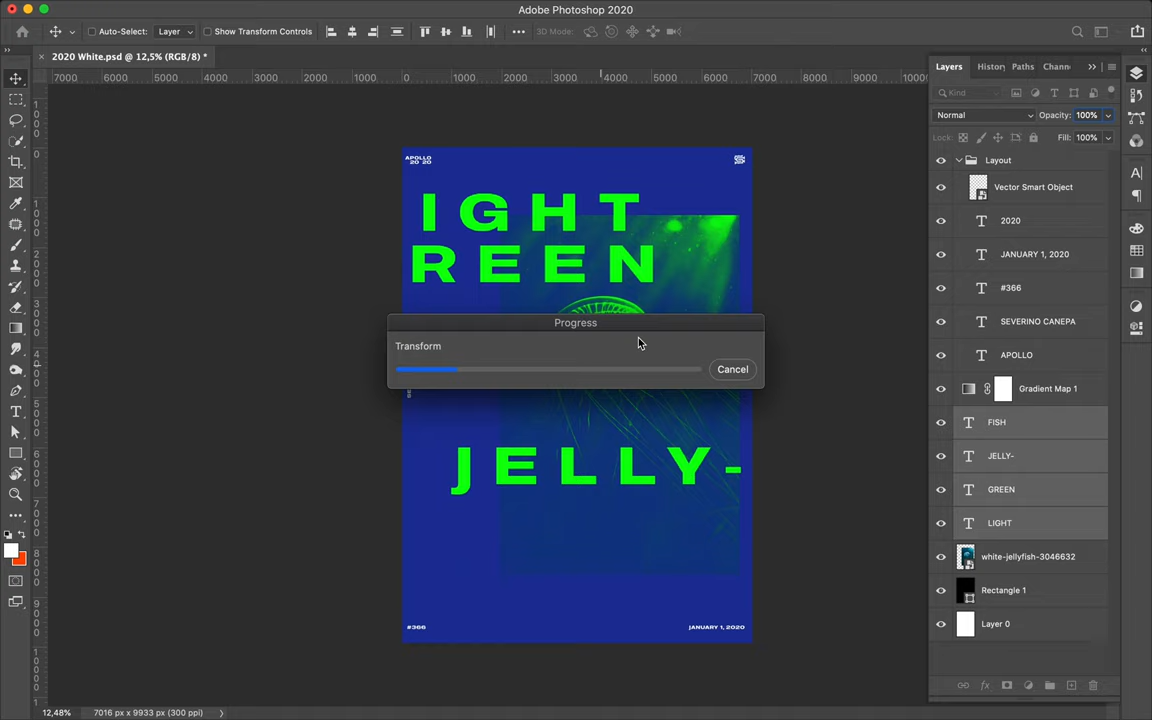 Adobe Photoshop 2020
Auto-Select: Layer Show Transform Controls 3D Mode:
2020 White.psd @ 12,5% (RGB/8) *
7000 6000 5000 4000 3000 2000 1000 0 1000 2000 3000 4000 5000 6000 7000 8000 9000 10000
Layers History Paths Chann
Kind
Normal Opacity: 100%
Lock: Fill: 100%
Layout
Vector Smart Object
2020
JANUARY 1, 2020
#366
SEVERINO CANEPA
APOLLO
Gradient Map 1
FISH
JELLY-
GREEN
LIGHT
white-jellyfish-3046632
Rectangle 1
Layer 0
APOLLO
20 20
IGHT
REEN
Progress
Transform
Cancel
JELLY-
#366 JANUARY 1, 2020
12,48% 7016 px x 9933 px (300 ppi)